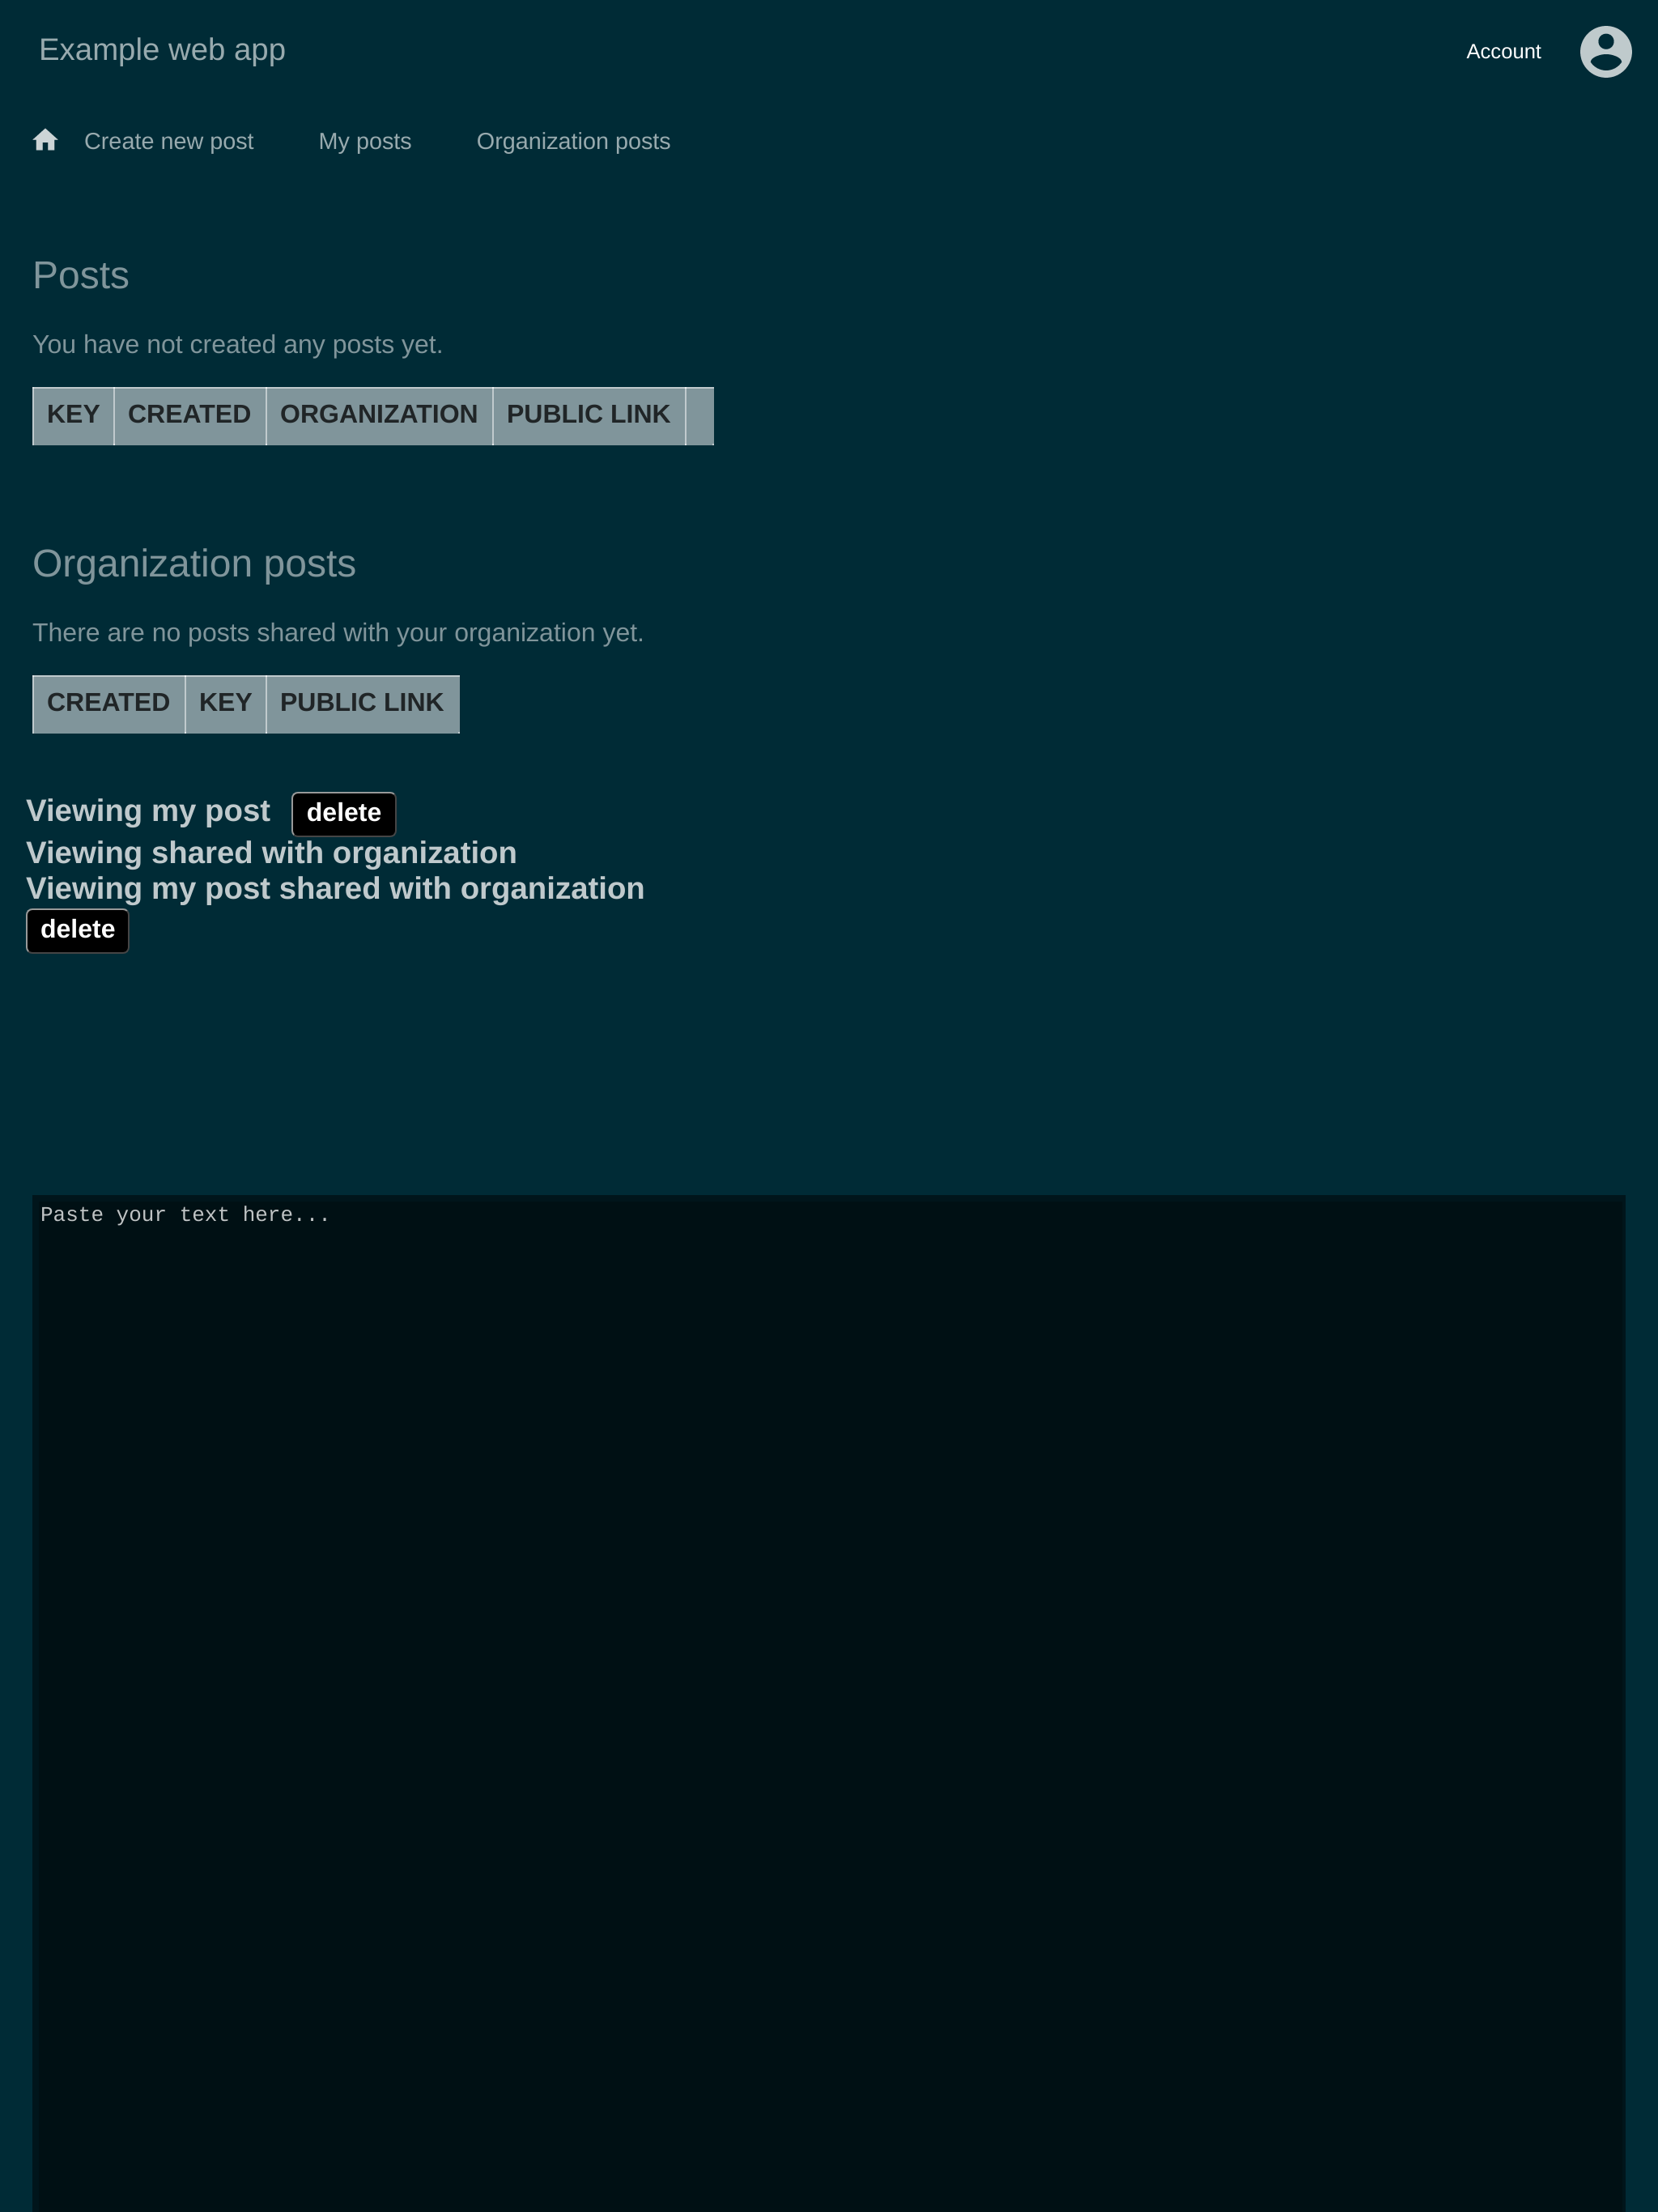 Example web app
Account
Create new post My posts Organization posts
Posts
You have not created any posts yet.
KEY CREATED ORGANIZATION PUBLIC LINK
Organization posts
There are no posts shared with your organization yet.
CREATED KEY PUBLIC LINK
Viewing my post delete
Viewing shared with organization
Viewing my post shared with organization
delete
Paste your text here...